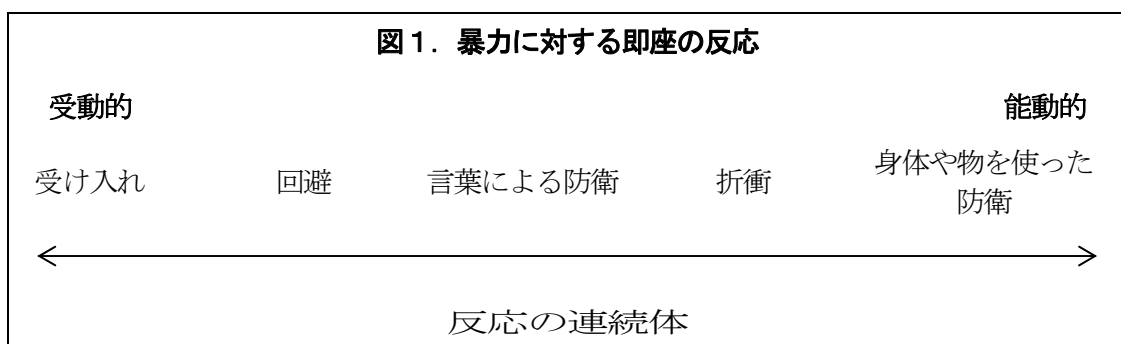 図1．暴力に対する即座の反応
受動的 能動的
受け入れ 回避 言葉による防衛 折衝 身体や物を使った
防衛
反応の連続体